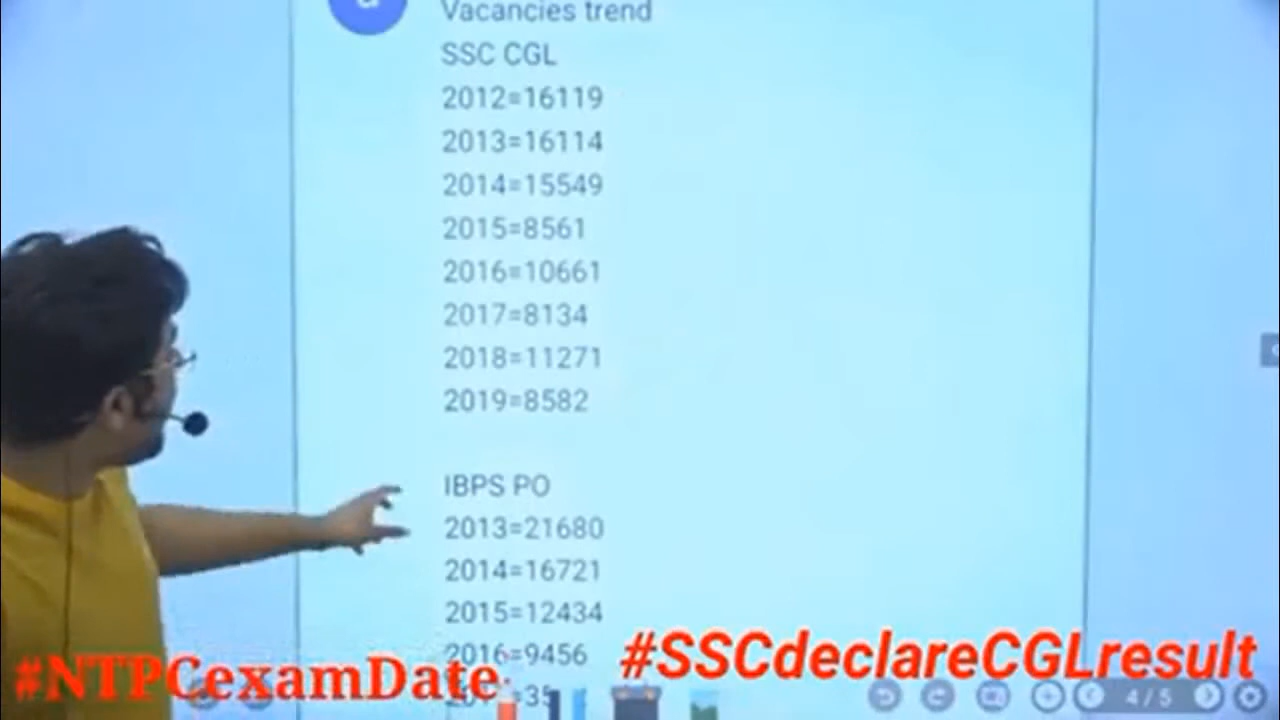 Vacancies trend
SSC CGL
2012=16119
2013=16114
2014=15549
2015=8561
2016=10661
2017=8134
2018=11271
2019=8582
IBPS PO
2013=21680
2014=16721
2015=12434
2016=9456
#SSCdeclareCGLresult
#NTPCexamDate
4/5